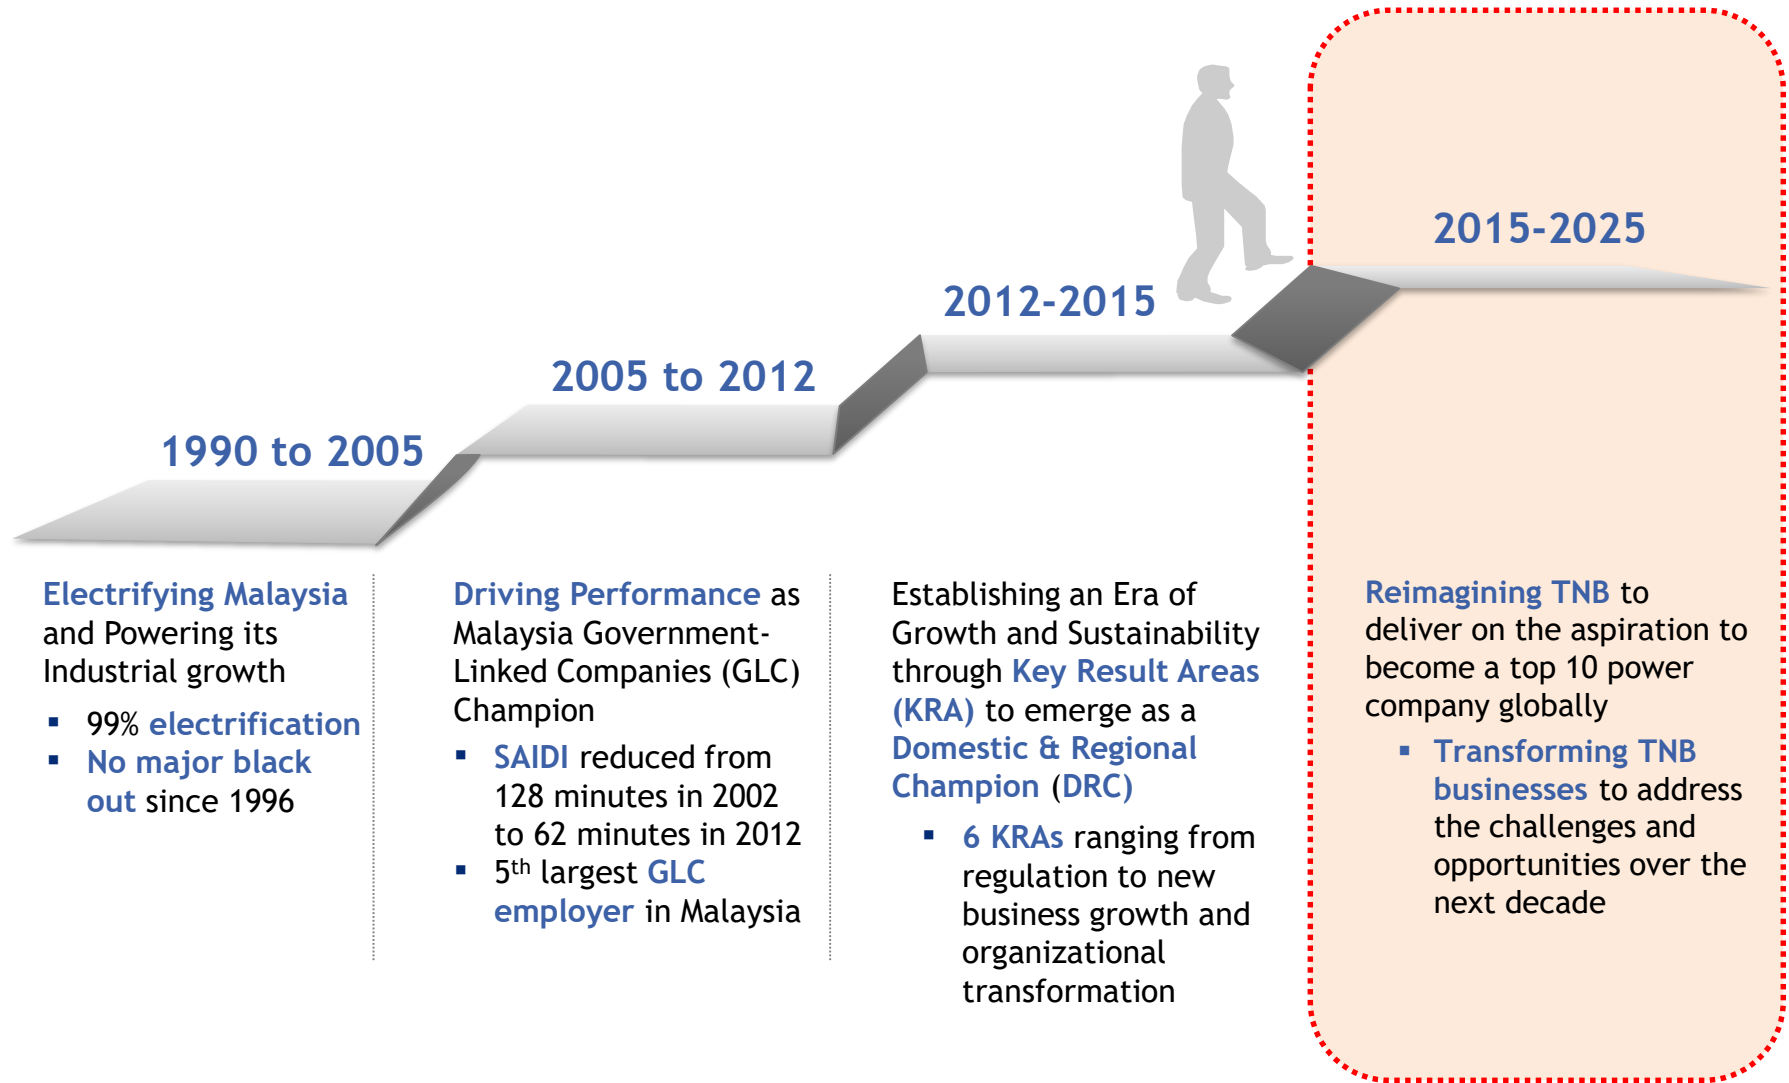 1990 to 2005
Electrifying Malaysia
and Powering its
Industrial growth
▪ 99% electrification
▪ No major black
out since 1996
2005 to 2012
Driving Performance as
Malaysia Government-
Linked Companies (GLC)
Champion
▪ SAIDI reduced from
128 minutes in 2002
to 62 minutes in 2012
▪ 5th largest GLC
employer in Malaysia
2012-2015
Establishing an Era of
Growth and Sustainability
through Key Result Areas
(KRA) to emerge as a
Domestic & Regional
Champion (DRC)
▪ 6 KRAs ranging from
regulation to new
business growth and
organizational
transformation
2015-2025
Reimagining TNB to
deliver on the aspiration to
become a top 10 power
company globally
▪ Transforming TNB
businesses to address
the challenges and
opportunities over the
next decade